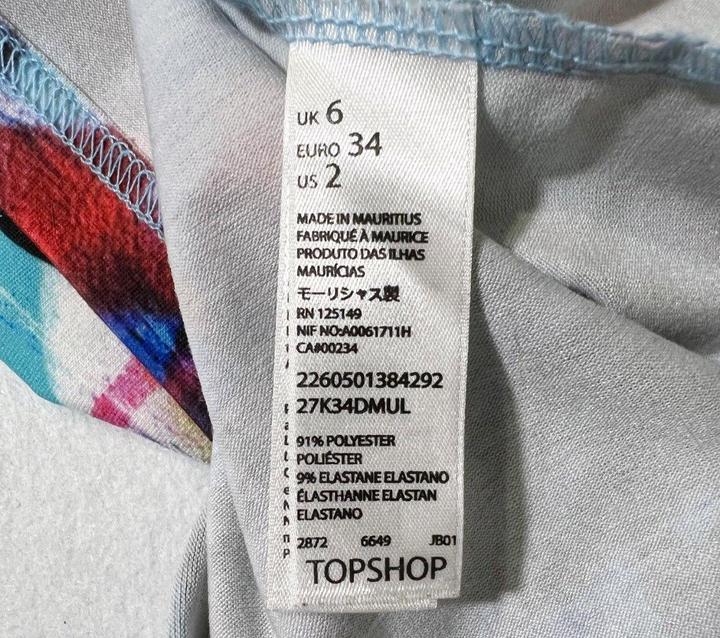 UK 6
EURO 34
US 2
MADE IN MAURITIUS
FABRIQUÉ À MAURICE
PRODUTO DAS ILHAS
MAURÍCIAS
モーリシャス製
RN 125149
NIF NO:A0061711H
CA#00234
2260501384292
27K34DMUL
91% POLYESTER
POLIÉSTER
9% ELASTANE ELASTANO
ÉLASTHANNE ELASTAN
ELASTANO
2872 6649 JB01
TOPSHOP